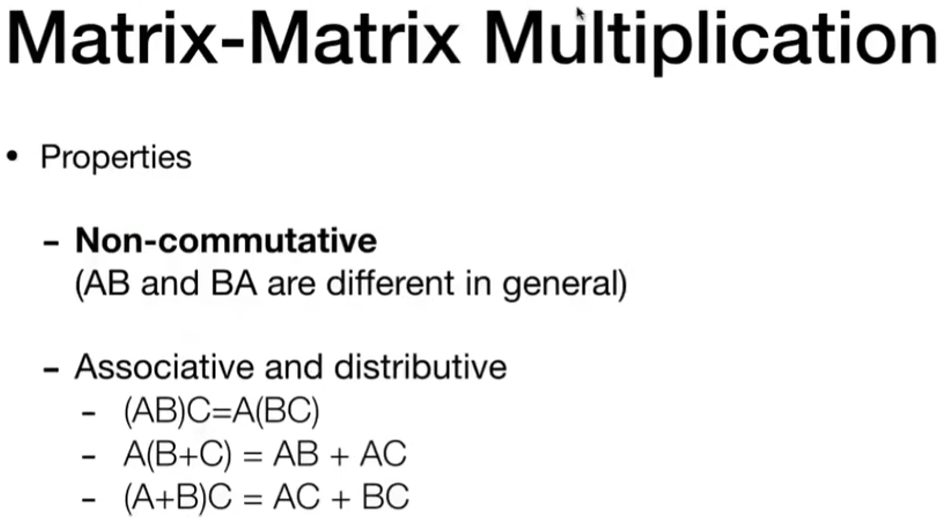 Matrix-Matrix Multiplication
• Properties
- Non-commutative
(AB and BA are different in general)
- Associative and distributive
- (AB)C=A(BC)
- A(B+C) = AB + AC
- (A+B)C = AC + BC